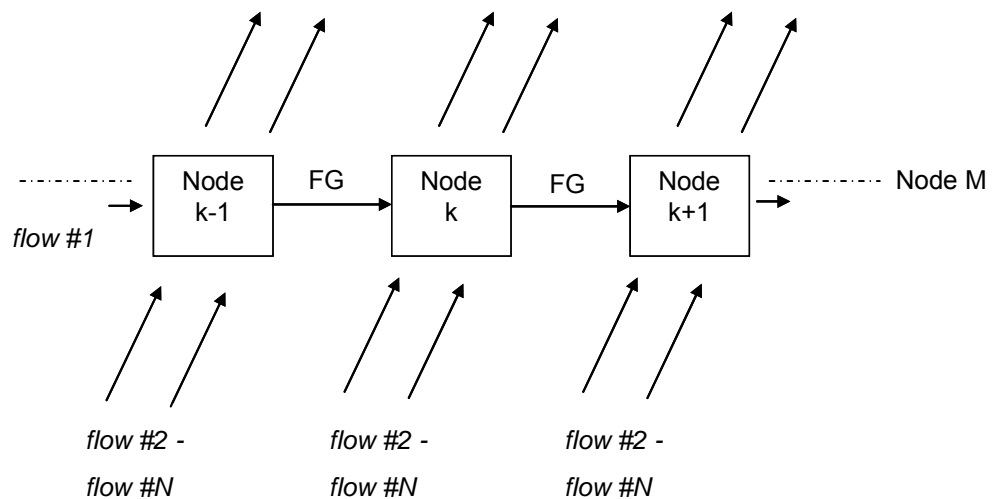 Node
k-1
FG
Node
k
FG
Node
k+1
Node M
flow #1
flow #2 -
flow #N
flow #2 -
flow #N
flow #2 -
flow #N